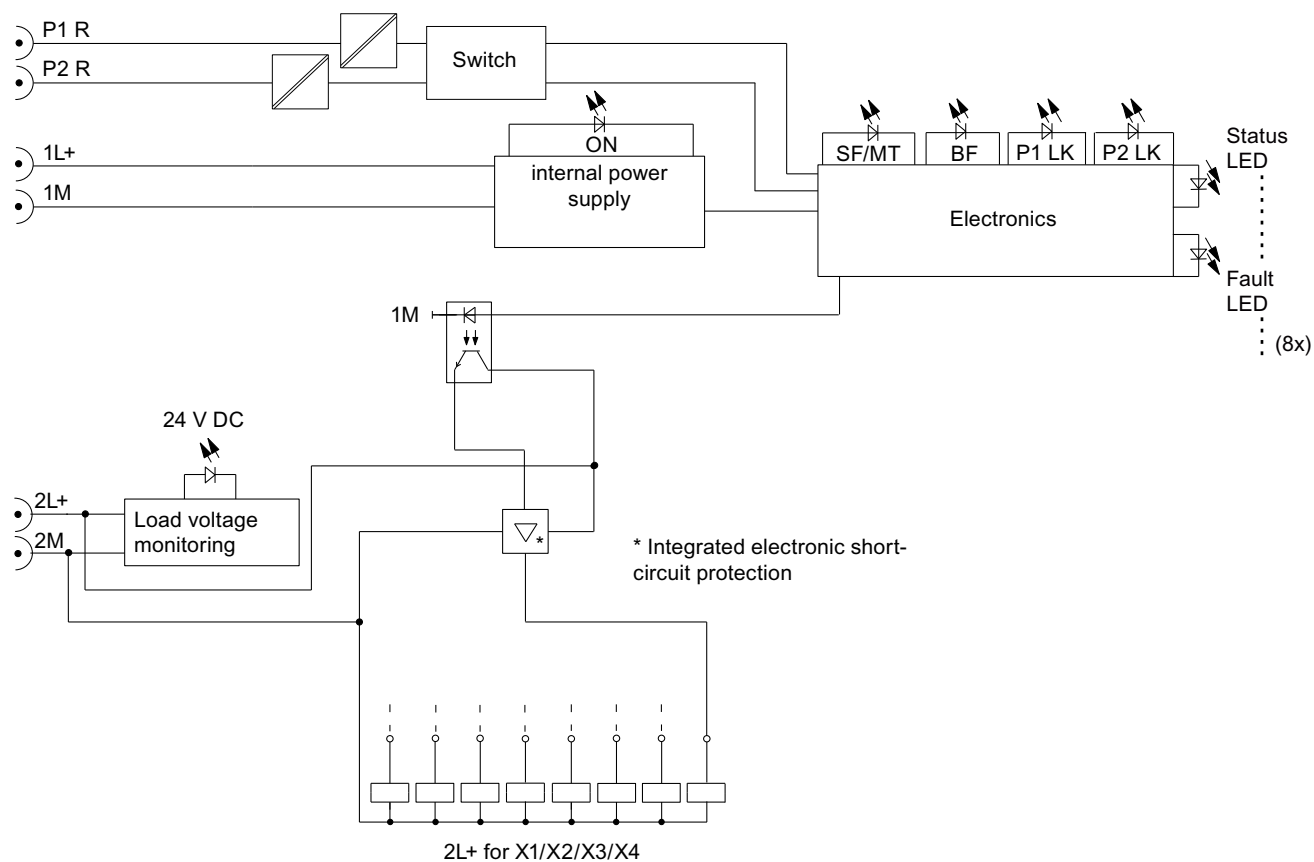 P1 R
P2 R
Switch
1L+
1M
ON
internal power
supply
SF/MT
BF
P1 LK
P2 LK
Electronics
Status
LED
Fault
LED
(8x)
1M
24 V DC
2L+
2M
Load voltage
monitoring
*
* Integrated electronic short-
circuit protection
2L+ for X1/X2/X3/X4